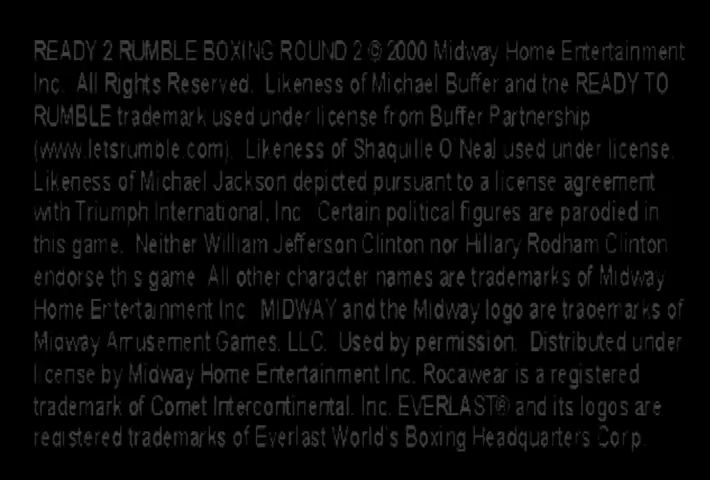 READY 2 RUMBLE BOXING ROUND 2 ® 2000 Midway Home Entertainment
Inc. All Rights Reserved. Likeness of Michael Buffer and the READY TO
RUMBLE trademark used under license from Buffer Partnership
(www.letsrumble.com). Likeness of Shaquille O Neal used under license.
Likeness of Michael Jackson depicted pursuant to a license agreement
with Triumph International, Inc. Certain political figures are parodied in
this game. Neither William Jefferson Clinton nor Hillary Rodham Clinton
endorse this game. All other character names are trademarks of Midway
Home Entertainment Inc. MIDWAY and the Midway logo are trademarks of
Midway Amusement Games, LLC. Used by permission. Distributed under
license by Midway Home Entertainment Inc. Rocawear is a registered
trademark of Comet Intercontinental, Inc. EVERLAST® and its logos are
registered trademarks of Everlast World's Boxing Headquarters Corp.